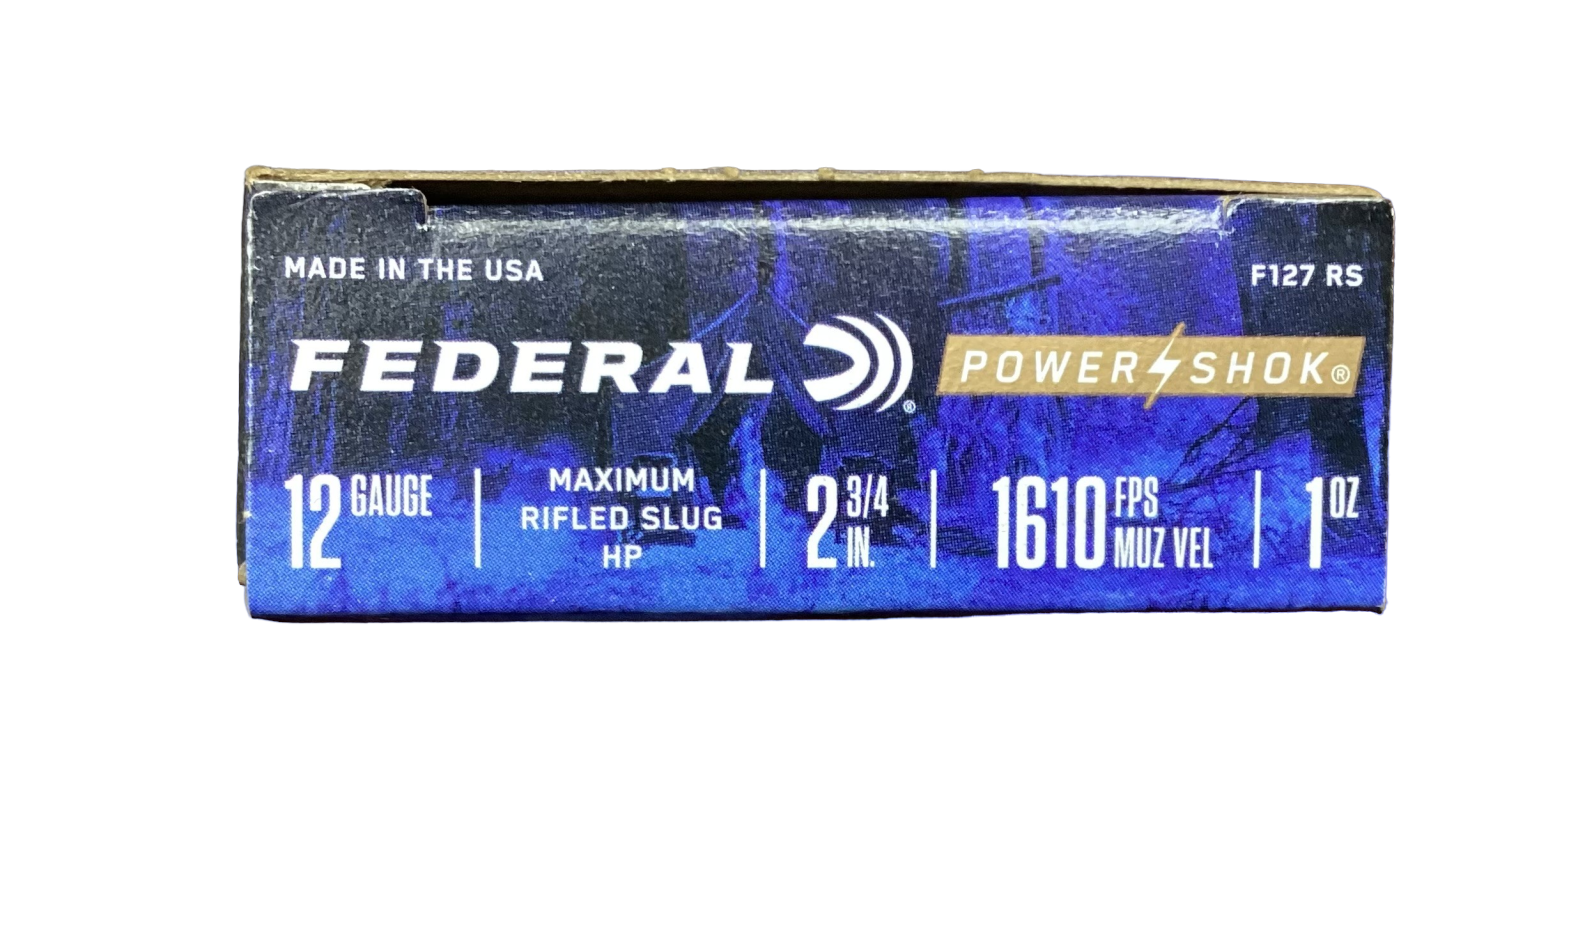 MADE IN THE USA F127 RS
FEDERAL ® POWER SHOK®
12 GAUGE | MAXIMUM RIFLED SLUG HP | 2 3/4 IN. | 1610 FPS MUZ VEL | 1 OZ